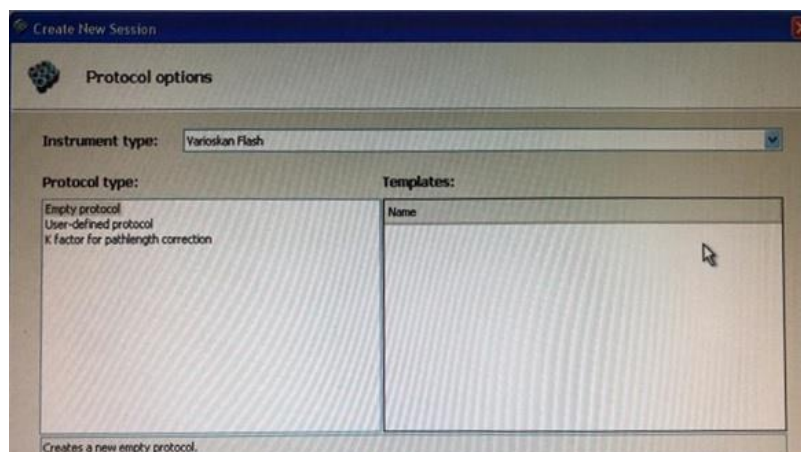 Create New Session
Protocol options
Instrument type: Varioskan Flash
Protocol type:
Templates:
Empty protocol
User-defined protocol
K factor for pathlength correction
Name
Creates a new empty protocol.